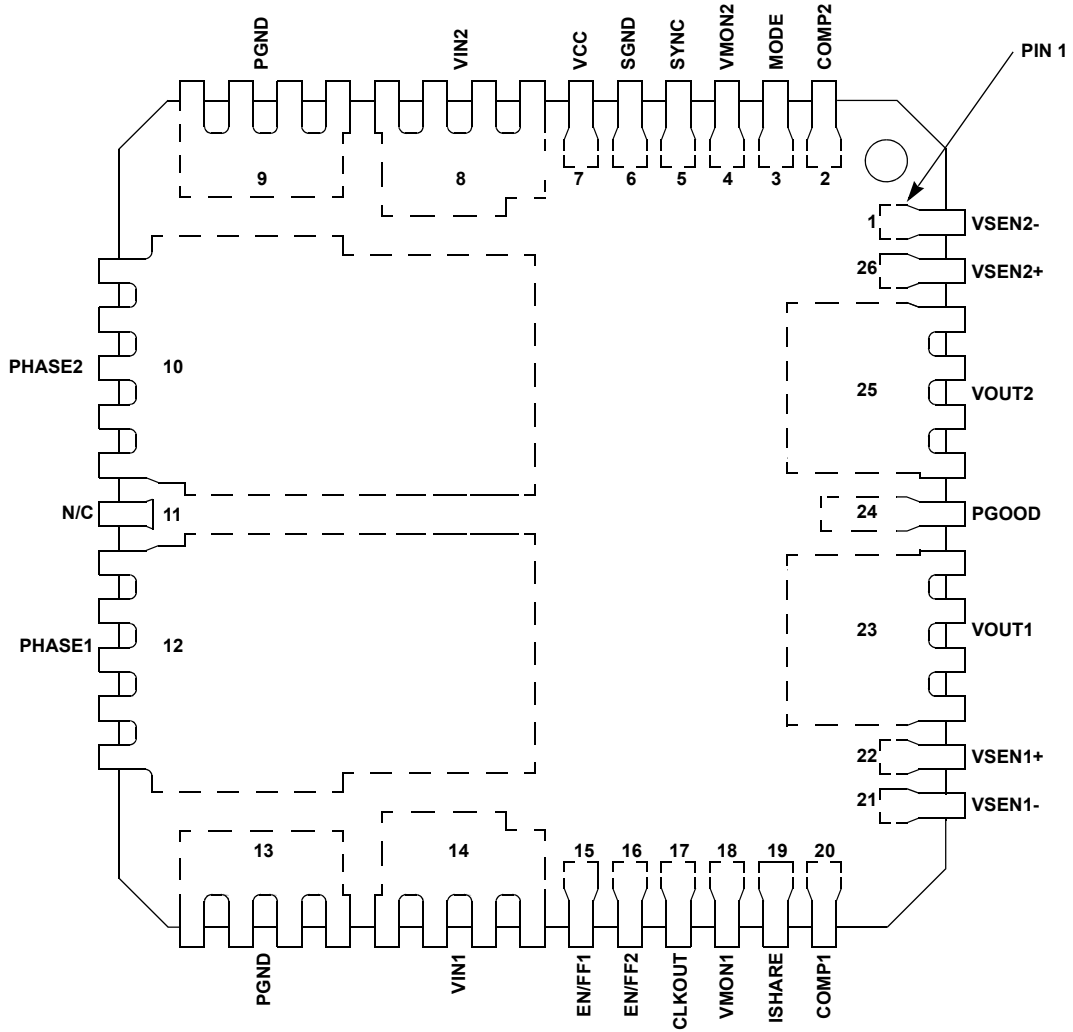 PGND
VIN2
VCC
SGND
SYNC
VMON2
MODE
COMP2
PIN 1
9
8
7
6
5
4
3
2
1
VSEN2-
26
VSEN2+
PHASE2
10
25
VOUT2
N/C
11
24
PGOOD
PHASE1
12
23
VOUT1
22
VSEN1+
21
VSEN1-
13
14
15
16
17
18
19
20
PGND
VIN1
EN/FF1
EN/FF2
CLKOUT
VMON1
ISHARE
COMP1